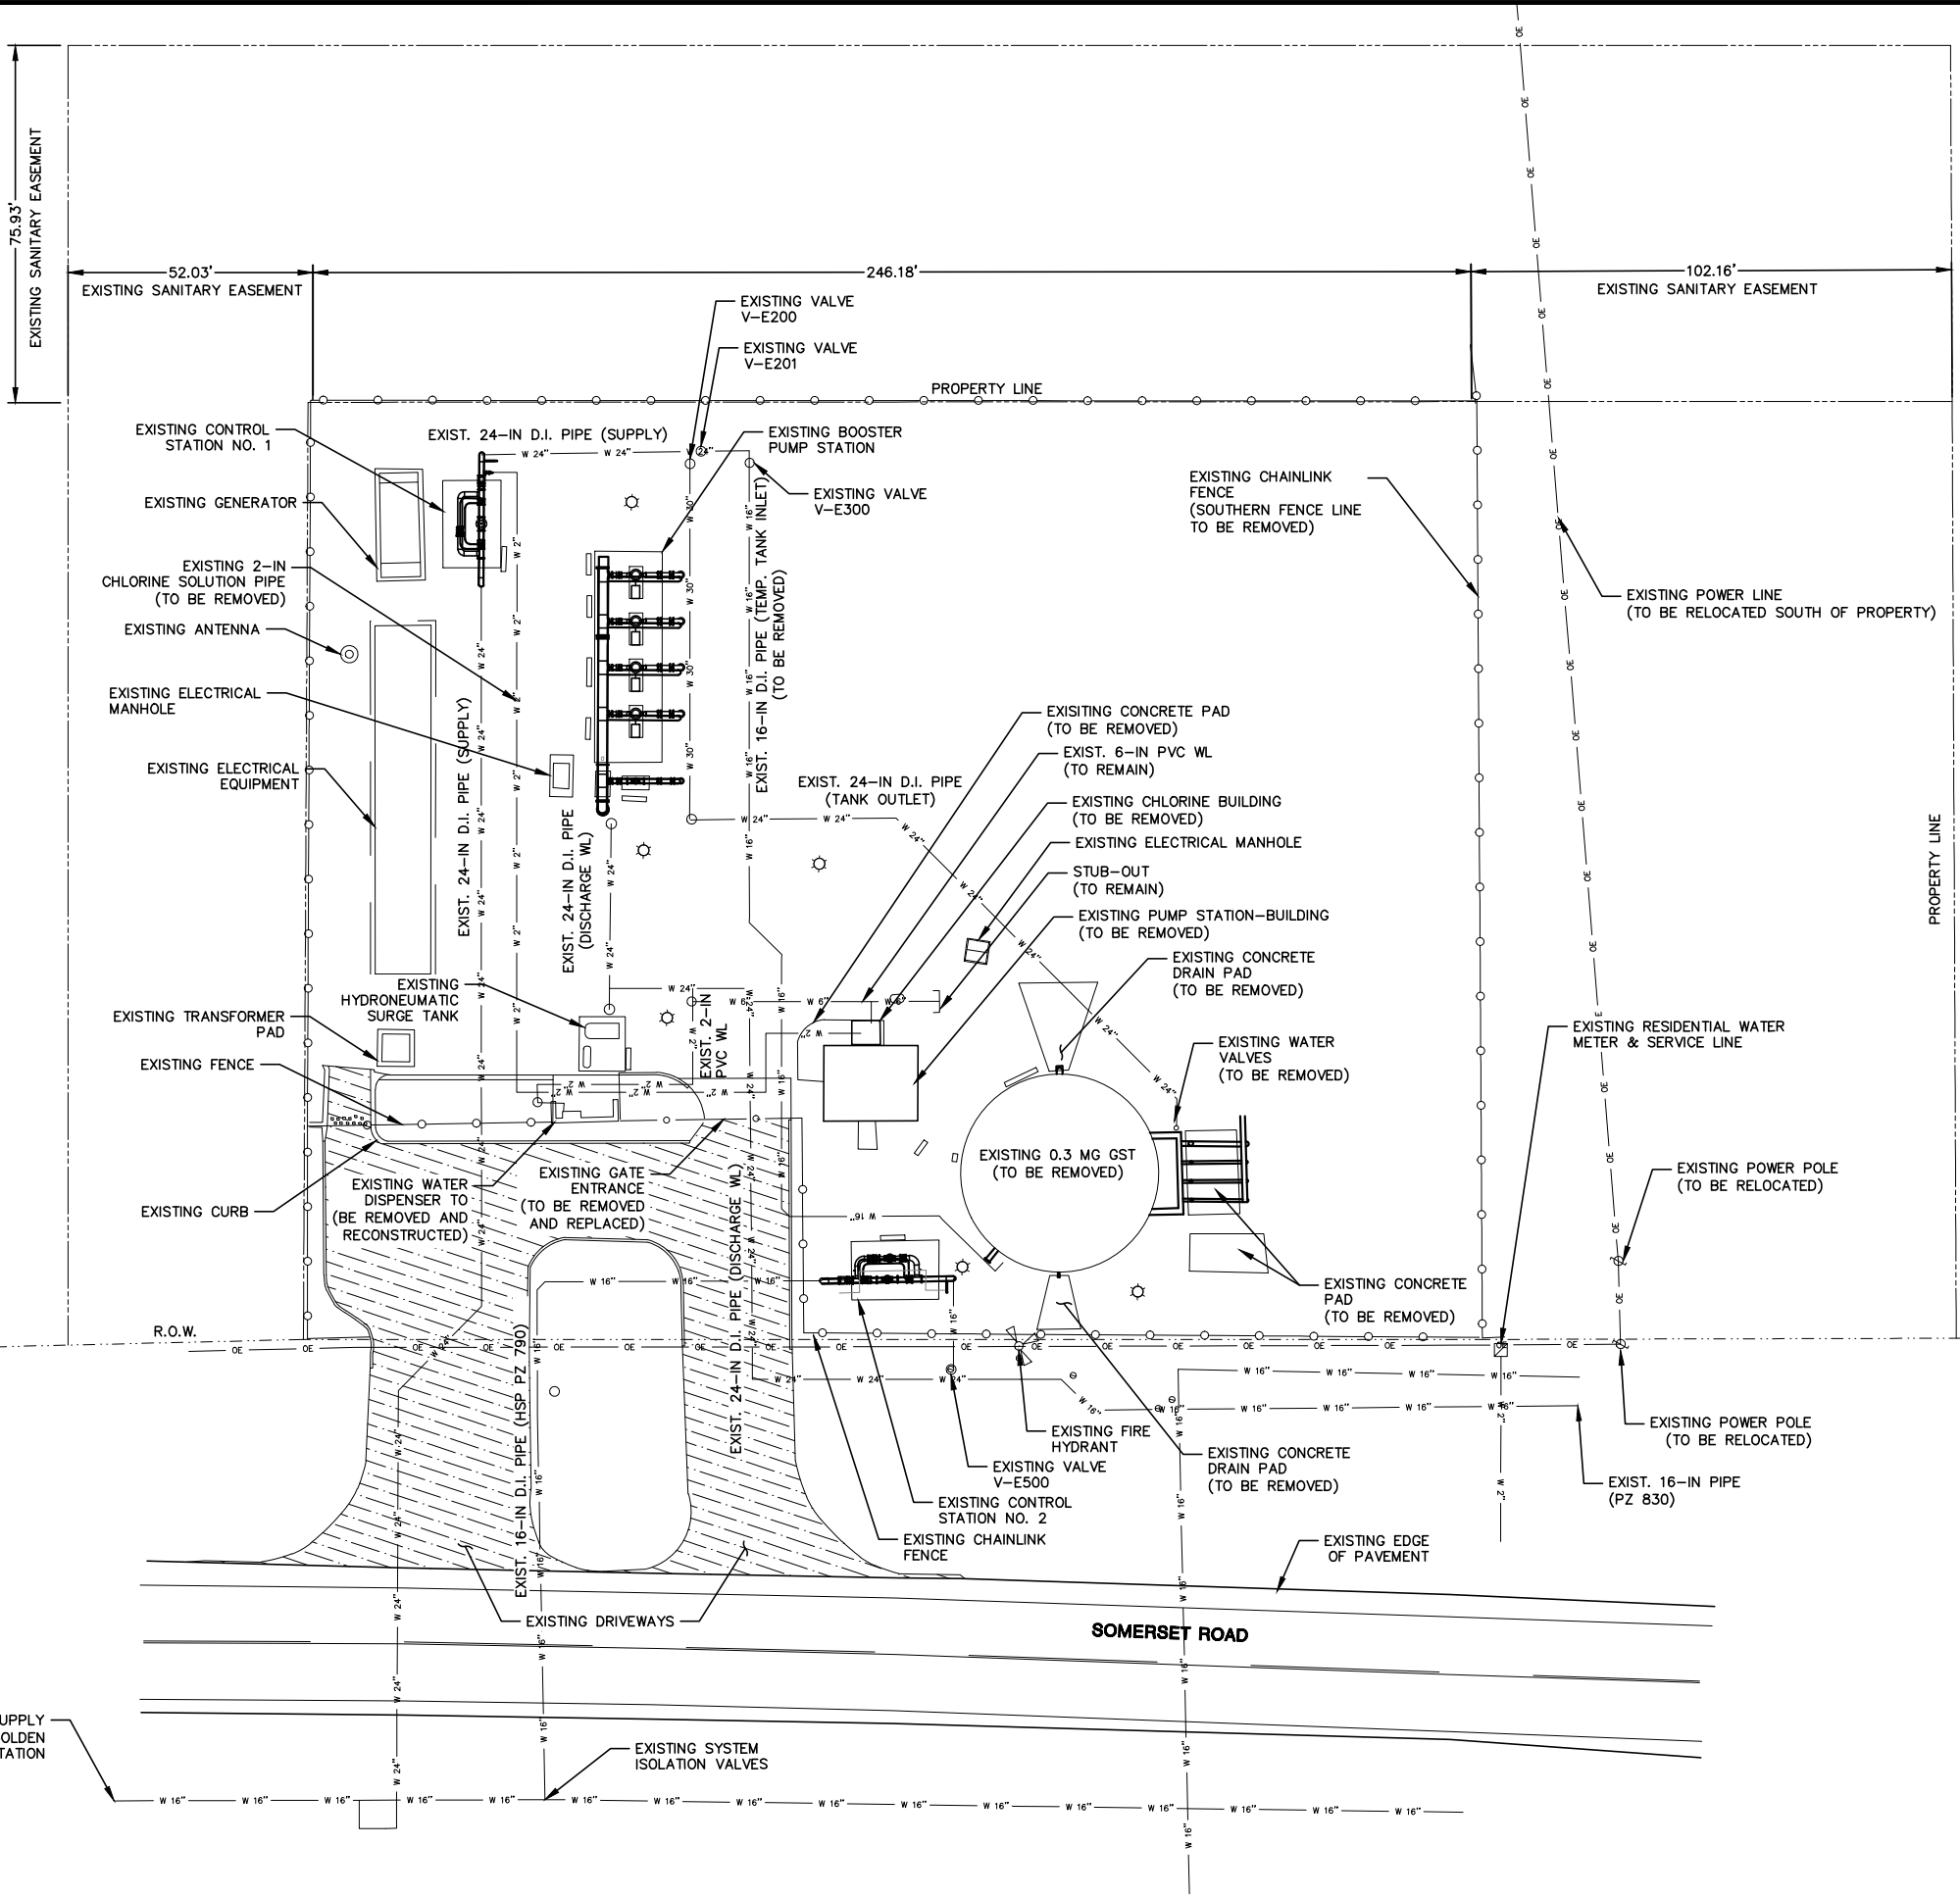 75.93'
EXISTING SANITARY EASEMENT
52.03'
EXISTING SANITARY EASEMENT
246.18'
102.16'
EXISTING SANITARY EASEMENT
EXISTING VALVE
V-E200
EXISTING VALVE
V-E201
PROPERTY LINE
EXISTING CONTROL
STATION NO. 1
EXIST. 24-IN D.I. PIPE (SUPPLY)
EXISTING BOOSTER
PUMP STATION
EXISTING GENERATOR
EXISTING VALVE
V-E300
EXISTING CHAINLINK
FENCE
(SOUTHERN FENCE LINE
TO BE REMOVED)
EXISTING 2-IN
CHLORINE SOLUTION PIPE
(TO BE REMOVED)
EXISTING POWER LINE
(TO BE RELOCATED SOUTH OF PROPERTY)
EXISTING ANTENNA
EXIST. 16-IN D.I. PIPE (TEMP. TANK INLET)
(TO BE REMOVED)
EXISTING ELECTRICAL
MANHOLE
EXIST. 24-IN D.I. PIPE (SUPPLY)
EXISITING CONCRETE PAD
(TO BE REMOVED)
EXIST. 6-IN PVC WL
(TO REMAIN)
EXISTING ELECTRICAL
EQUIPMENT
EXIST. 24-IN D.I. PIPE
(TANK OUTLET)
EXISTING CHLORINE BUILDING
(TO BE REMOVED)
EXISTING ELECTRICAL MANHOLE
EXIST. 24-IN D.I. PIPE
(DISCHARGE WL)
STUB-OUT
(TO REMAIN)
PROPERTY LINE
EXISTING PUMP STATION-BUILDING
(TO BE REMOVED)
EXISTING CONCRETE
DRAIN PAD
(TO BE REMOVED)
EXISTING
HYDRONEUMATIC
SURGE TANK
EXISTING TRANSFORMER
PAD
EXIST. 2-IN
PVC WL
EXISTING RESIDENTIAL WATER
METER & SERVICE LINE
EXISTING WATER
VALVES
(TO BE REMOVED)
EXISTING FENCE
EXISTING 0.3 MG GST
(TO BE REMOVED)
EXISTING POWER POLE
(TO BE RELOCATED)
EXISTING WATER
DISPENSER TO
(BE REMOVED AND
RECONSTRUCTED)
EXISTING GATE
ENTRANCE
(TO BE REMOVED
AND REPLACED)
EXISTING CURB
EXIST. 24-IN D.I. PIPE (DISCHARGE WL)
EXISTING CONCRETE
PAD
(TO BE REMOVED)
R.O.W.
EXIST. 16-IN D.I. PIPE (HSP PZ 790)
EXISTING POWER POLE
(TO BE RELOCATED)
EXISTING FIRE
HYDRANT
EXISTING CONCRETE
DRAIN PAD
(TO BE REMOVED)
EXISTING VALVE
V-E500
EXIST. 16-IN PIPE
(PZ 830)
EXISTING CONTROL
STATION NO. 2
EXISTING CHAINLINK
FENCE
EXISTING EDGE
OF PAVEMENT
EXISTING DRIVEWAYS
SOMERSET ROAD
UPPLY
OLDEN
TATION
EXISTING SYSTEM
ISOLATION VALVES
W 24"
W 30"
W 16"
W 2"
W 6"
OE